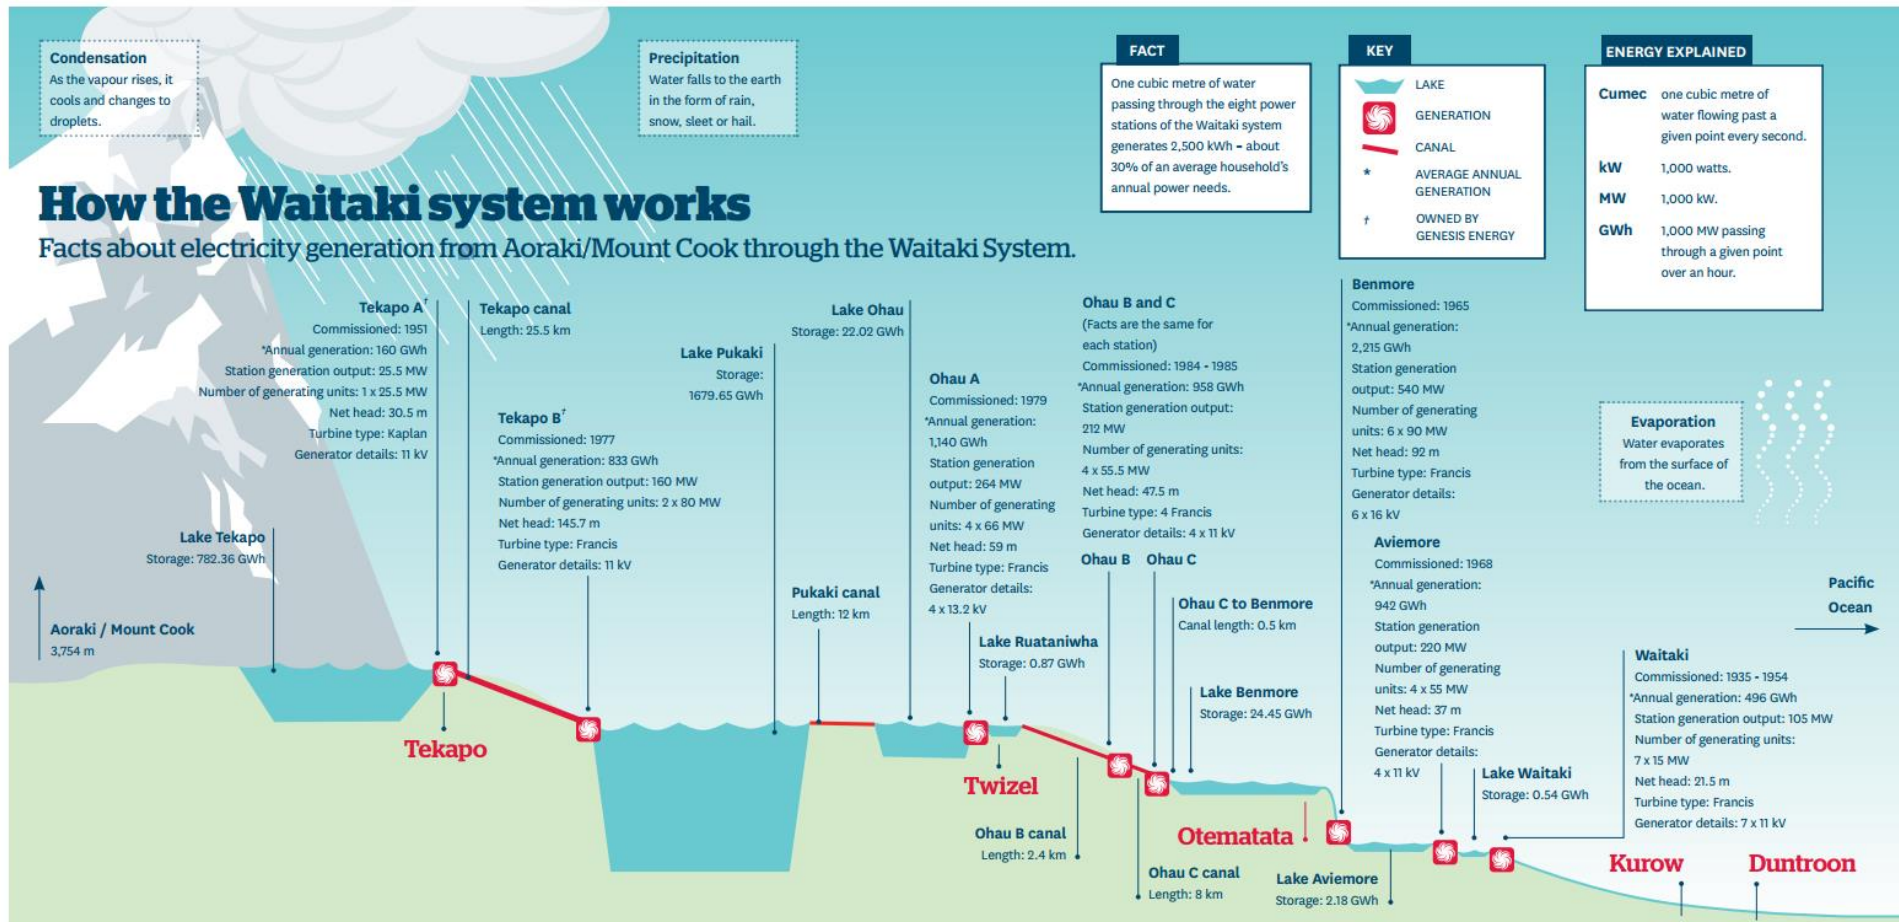 Condensation
As the vapour rises, it
cools and changes to
droplets.
Precipitation
Water falls to the earth
in the form of rain,
snow, sleet or hail.
FACT
One cubic metre of water
passing through the eight power
stations of the Waitaki system
generates 2,500 kWh – about
30% of an average household's
annual power needs.
KEY
LAKE
GENERATION
CANAL
* AVERAGE ANNUAL
GENERATION
† OWNED BY
GENESIS ENERGY
ENERGY EXPLAINED
Cumec one cubic metre of
water flowing past a
given point every second.
kW 1,000 watts.
MW 1,000 kW.
GWh 1,000 MW passing
through a given point
over an hour.
How the Waitaki system works
Facts about electricity generation from Aoraki/Mount Cook through the Waitaki System.
Tekapo A†
Commissioned: 1951
*Annual generation: 160 GWh
Station generation output: 25.5 MW
Number of generating units: 1 x 25.5 MW
Net head: 30.5 m
Turbine type: Kaplan
Generator details: 11 kV
Tekapo canal
Length: 25.5 km
Tekapo B†
Commissioned: 1977
*Annual generation: 833 GWh
Station generation output: 160 MW
Number of generating units: 2 x 80 MW
Net head: 145.7 m
Turbine type: Francis
Generator details: 11 kV
Lake Pukaki
Storage:
1679.65 GWh
Lake Ohau
Storage: 22.02 GWh
Ohau A
Commissioned: 1979
*Annual generation:
1,140 GWh
Station generation
output: 264 MW
Number of generating
units: 4 x 66 MW
Net head: 59 m
Turbine type: Francis
Generator details:
4 x 13.2 kV
Ohau B and C
(Facts are the same for
each station)
Commissioned: 1984 - 1985
*Annual generation: 958 GWh
Station generation output:
212 MW
Number of generating units:
4 x 55.5 MW
Net head: 47.5 m
Turbine type: 4 Francis
Generator details: 4 x 11 kV
Ohau B
Ohau C
Benmore
Commissioned: 1965
*Annual generation:
2,215 GWh
Station generation
output: 540 MW
Number of generating
units: 6 x 90 MW
Net head: 92 m
Turbine type: Francis
Generator details:
6 x 16 kV
Evaporation
Water evaporates
from the surface of
the ocean.
Lake Tekapo
Storage: 782.36 GWh
Aoraki / Mount Cook
3,754 m
Pukaki canal
Length: 12 km
Lake Ruataniwha
Storage: 0.87 GWh
Ohau C to Benmore
Canal length: 0.5 km
Lake Benmore
Storage: 24.45 GWh
Aviemore
Commissioned: 1968
*Annual generation:
942 GWh
Station generation
output: 220 MW
Number of generating
units: 4 x 55 MW
Net head: 37 m
Turbine type: Francis
Generator details:
4 x 11 kV
Pacific
Ocean
Waitaki
Commissioned: 1935 - 1954
*Annual generation: 496 GWh
Station generation output: 105 MW
Number of generating units:
7 x 15 MW
Net head: 21.5 m
Turbine type: Francis
Generator details: 7 x 11 kV
Lake Waitaki
Storage: 0.54 GWh
Tekapo
Twizel
Ohau B canal
Length: 2.4 km
Otematata
Ohau C canal
Length: 8 km
Lake Aviemore
Storage: 2.18 GWh
Kurow
Duntroon